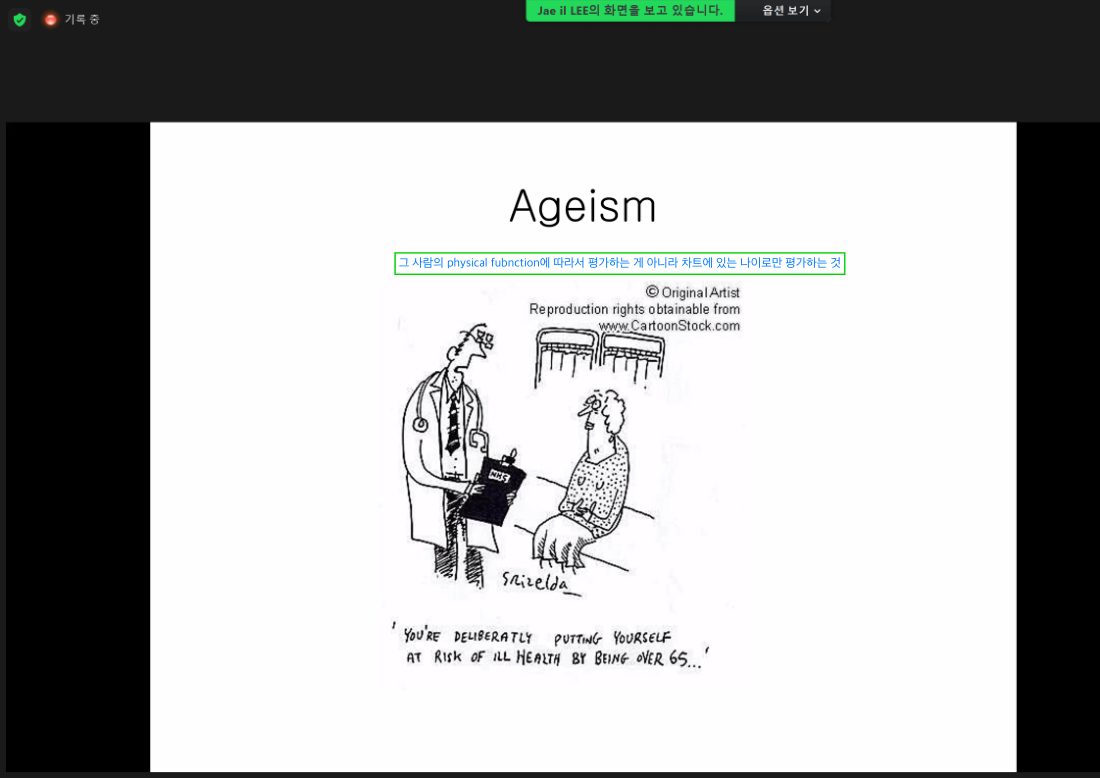 기록 중
Jae il LEE의 화면을 보고 있습니다.
옵션 보기
Ageism
그 사람의 physical fubnction에 따라서 평가하는 게 아니라 차트에 있는 나이로만 평가하는 것
© Original Artist
Reproduction rights obtainable from
www.CartoonStock.com
NHS
Srizelda
'YOU'RE DELIBERATLY PUTTING YOURSELF
AT RISK OF ILL HEALTH BY BEING OVER 65...'